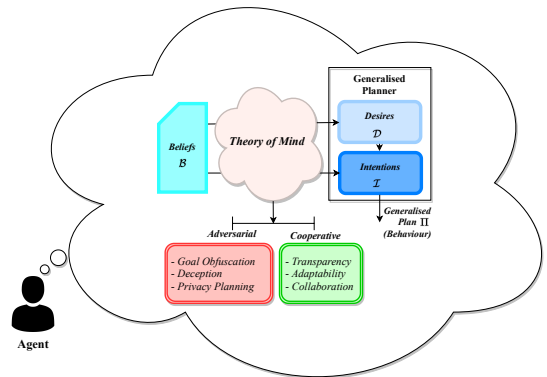 Generalised
Planner
Beliefs
B
Theory of Mind
Desires
D
Intentions
I
Generalised
Plan Π
(Behaviour)
Adversarial
Cooperative
- Goal Obfuscation
- Deception
- Privacy Planning
- Transparency
- Adaptability
- Collaboration
Agent